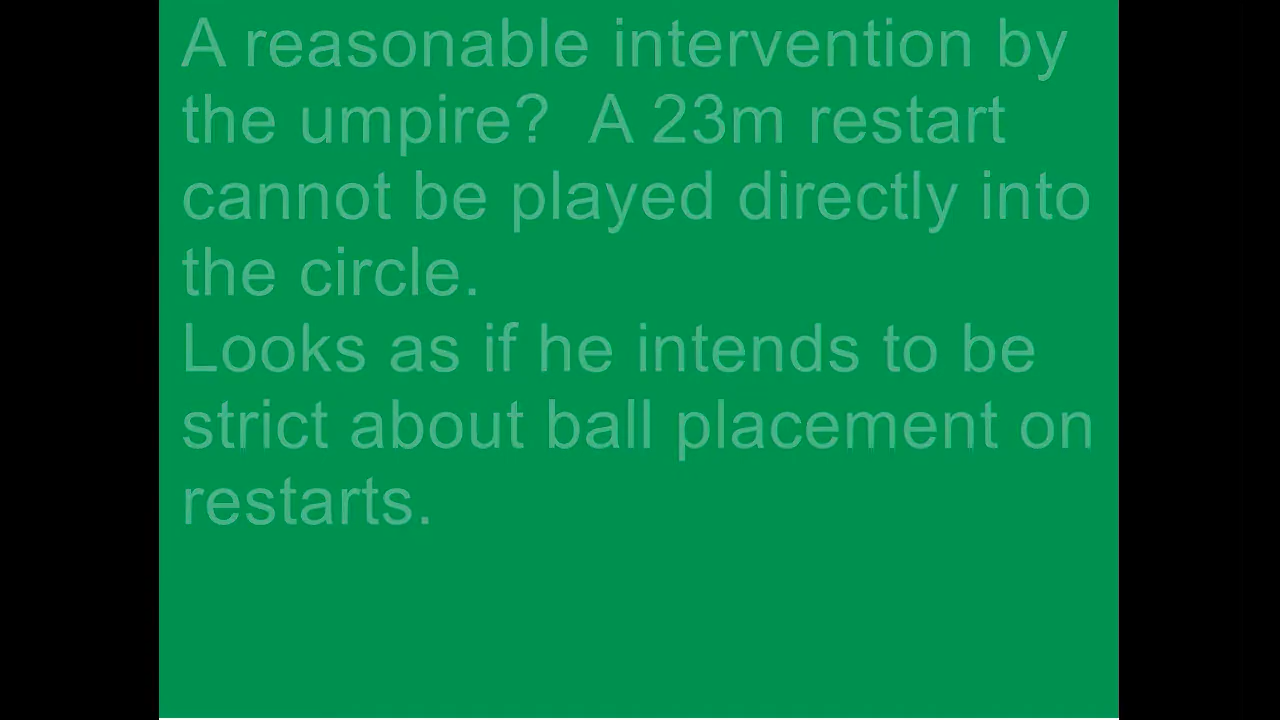 A reasonable intervention by
the umpire?  A 23m restart
cannot be played directly into
the circle.
Looks as if he intends to be
strict about ball placement on
restarts.